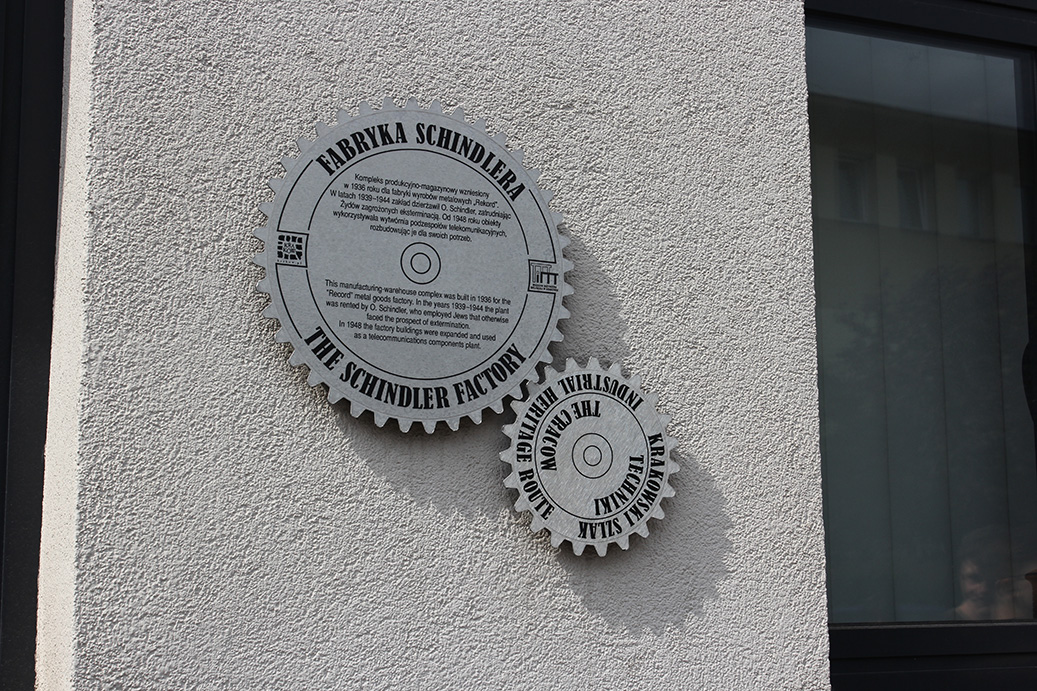 FABRYKA SCHINDLERA
Kompleks produkcyjno-magazynowy wzniesiony
w 1936 roku dla fabryki wyrobów metalowych „Rekord”.
W latach 1939–1944 zakład dzierżawił O. Schindler, zatrudniając
Żydów zagrożonych eksterminacją. Od 1948 roku obiekty
wykorzystywała wytwórnia podzespołów telekomunikacyjnych,
rozbudowując je dla swoich potrzeb.
This manufacturing-warehouse complex was built in 1936 for the
"Record" metal goods factory. In the years 1939–1944 the plant
was rented by O. Schindler, who employed Jews that otherwise
faced the prospect of extermination.
In 1948 the factory buildings were expanded and used
as a telecommunications components plant.
THE SCHINDLER FACTORY
KRAKOWSKI SZLAK
TECHNIKI
THE CRACOW
INDUSTRIAL HERITAGE ROUTE